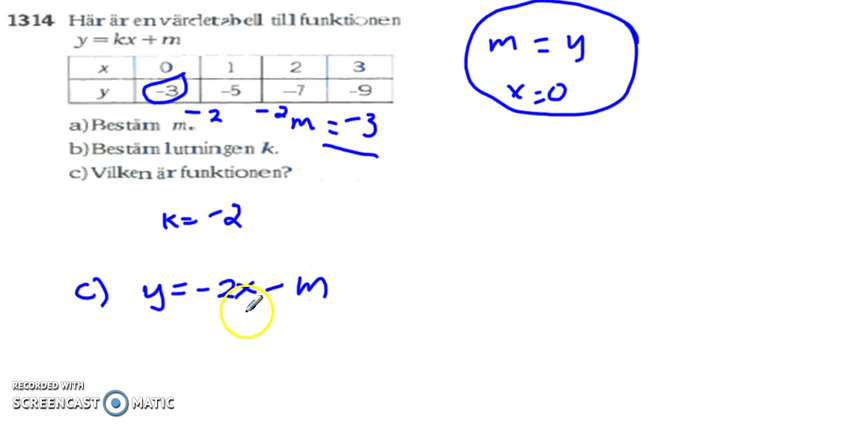 1314 Här är en värdetabell till funktionen
y = kx + m
x 0 1 2 3
y -3 -5 -7 -9
-2 -2
a) Bestäm m.
m = -3
b) Bestäm lutningen k.
c) Vilken är funktionen?
m = y
x = 0
k = -2
c) y = -2x - m
RECORDED WITH
SCREENCAST MATIC